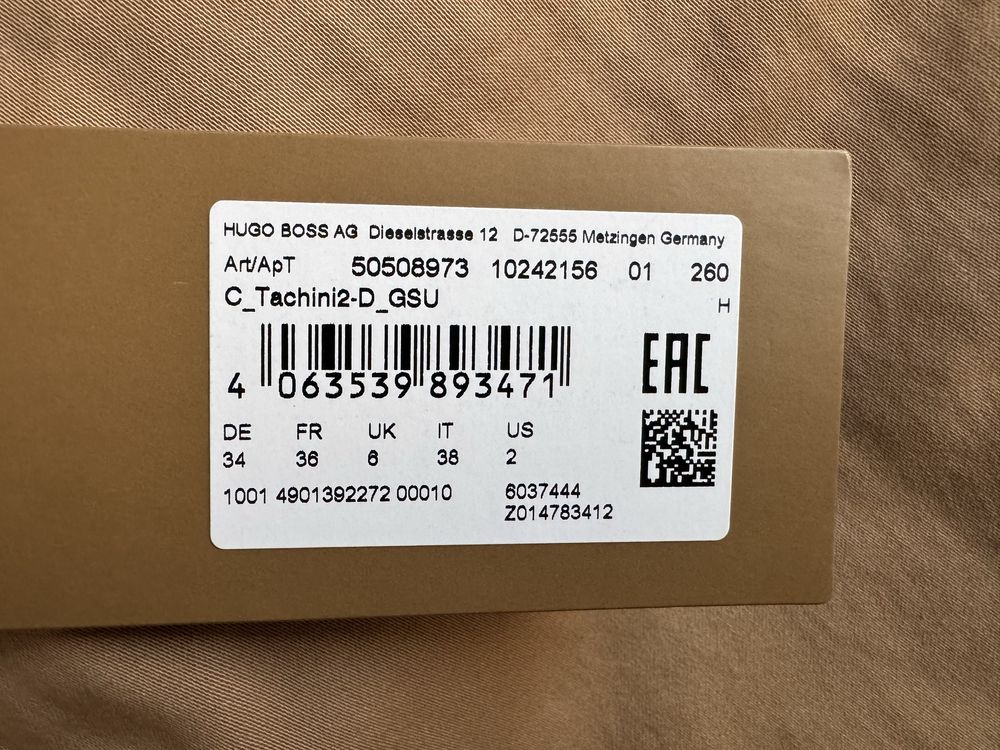 HUGO BOSS AG Dieselstrasse 12 D-72555 Metzingen Germany
Art/ApT 50508973 10242156 01 260
C_Tachini2-D_GSU H
EAC
4 063539 893471
DE FR UK IT US
34 36 6 38 2
1001 4901392272 00010 6037444
Z014783412